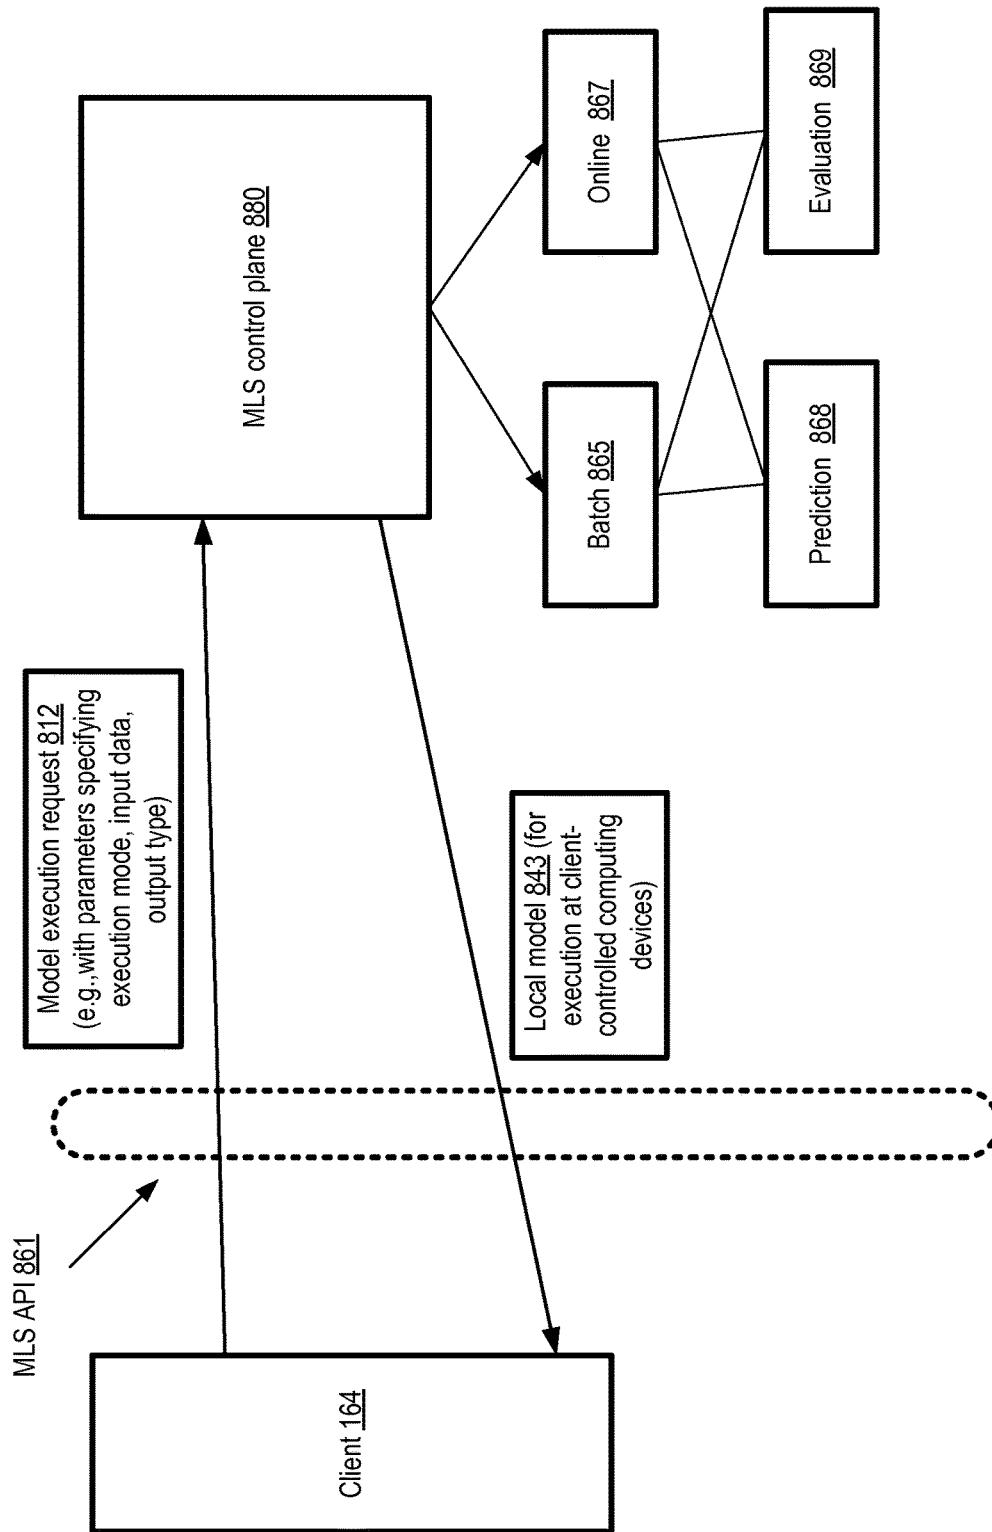 MLS API 861
Client 164
Model execution request 812
(e.g.,with parameters specifying
execution mode, input data,
output type)
Local model 843 (for
execution at client-
controlled computing
devices)
MLS control plane 880
Batch 865
Online 867
Prediction 868
Evaluation 869